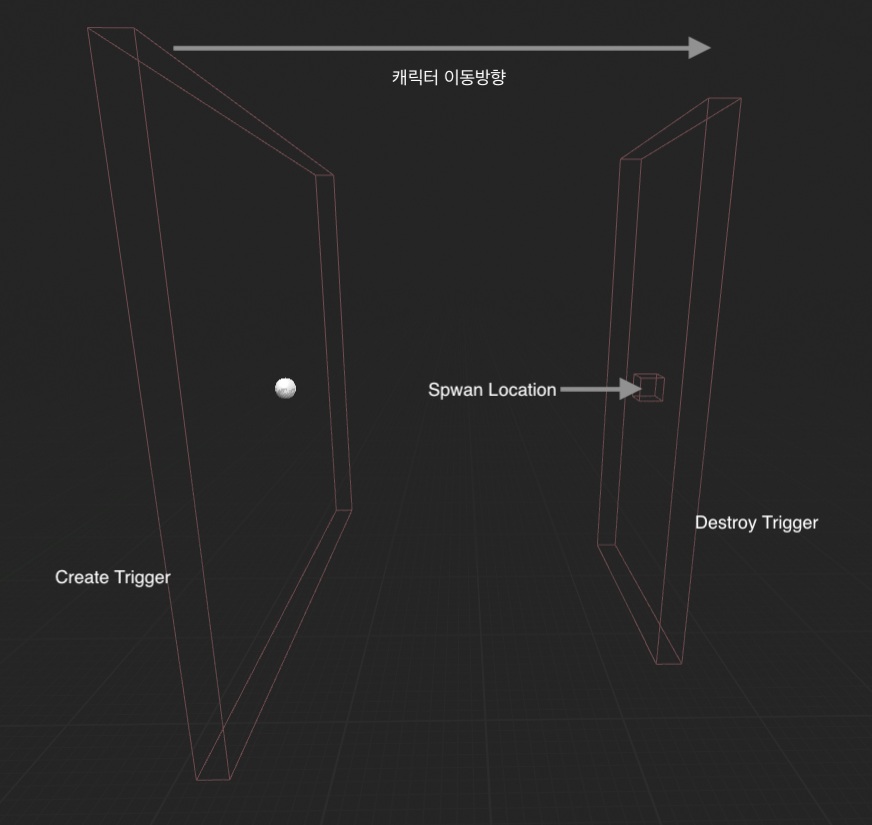 캐릭터 이동방향
Spwan Location
Destroy Trigger
Create Trigger